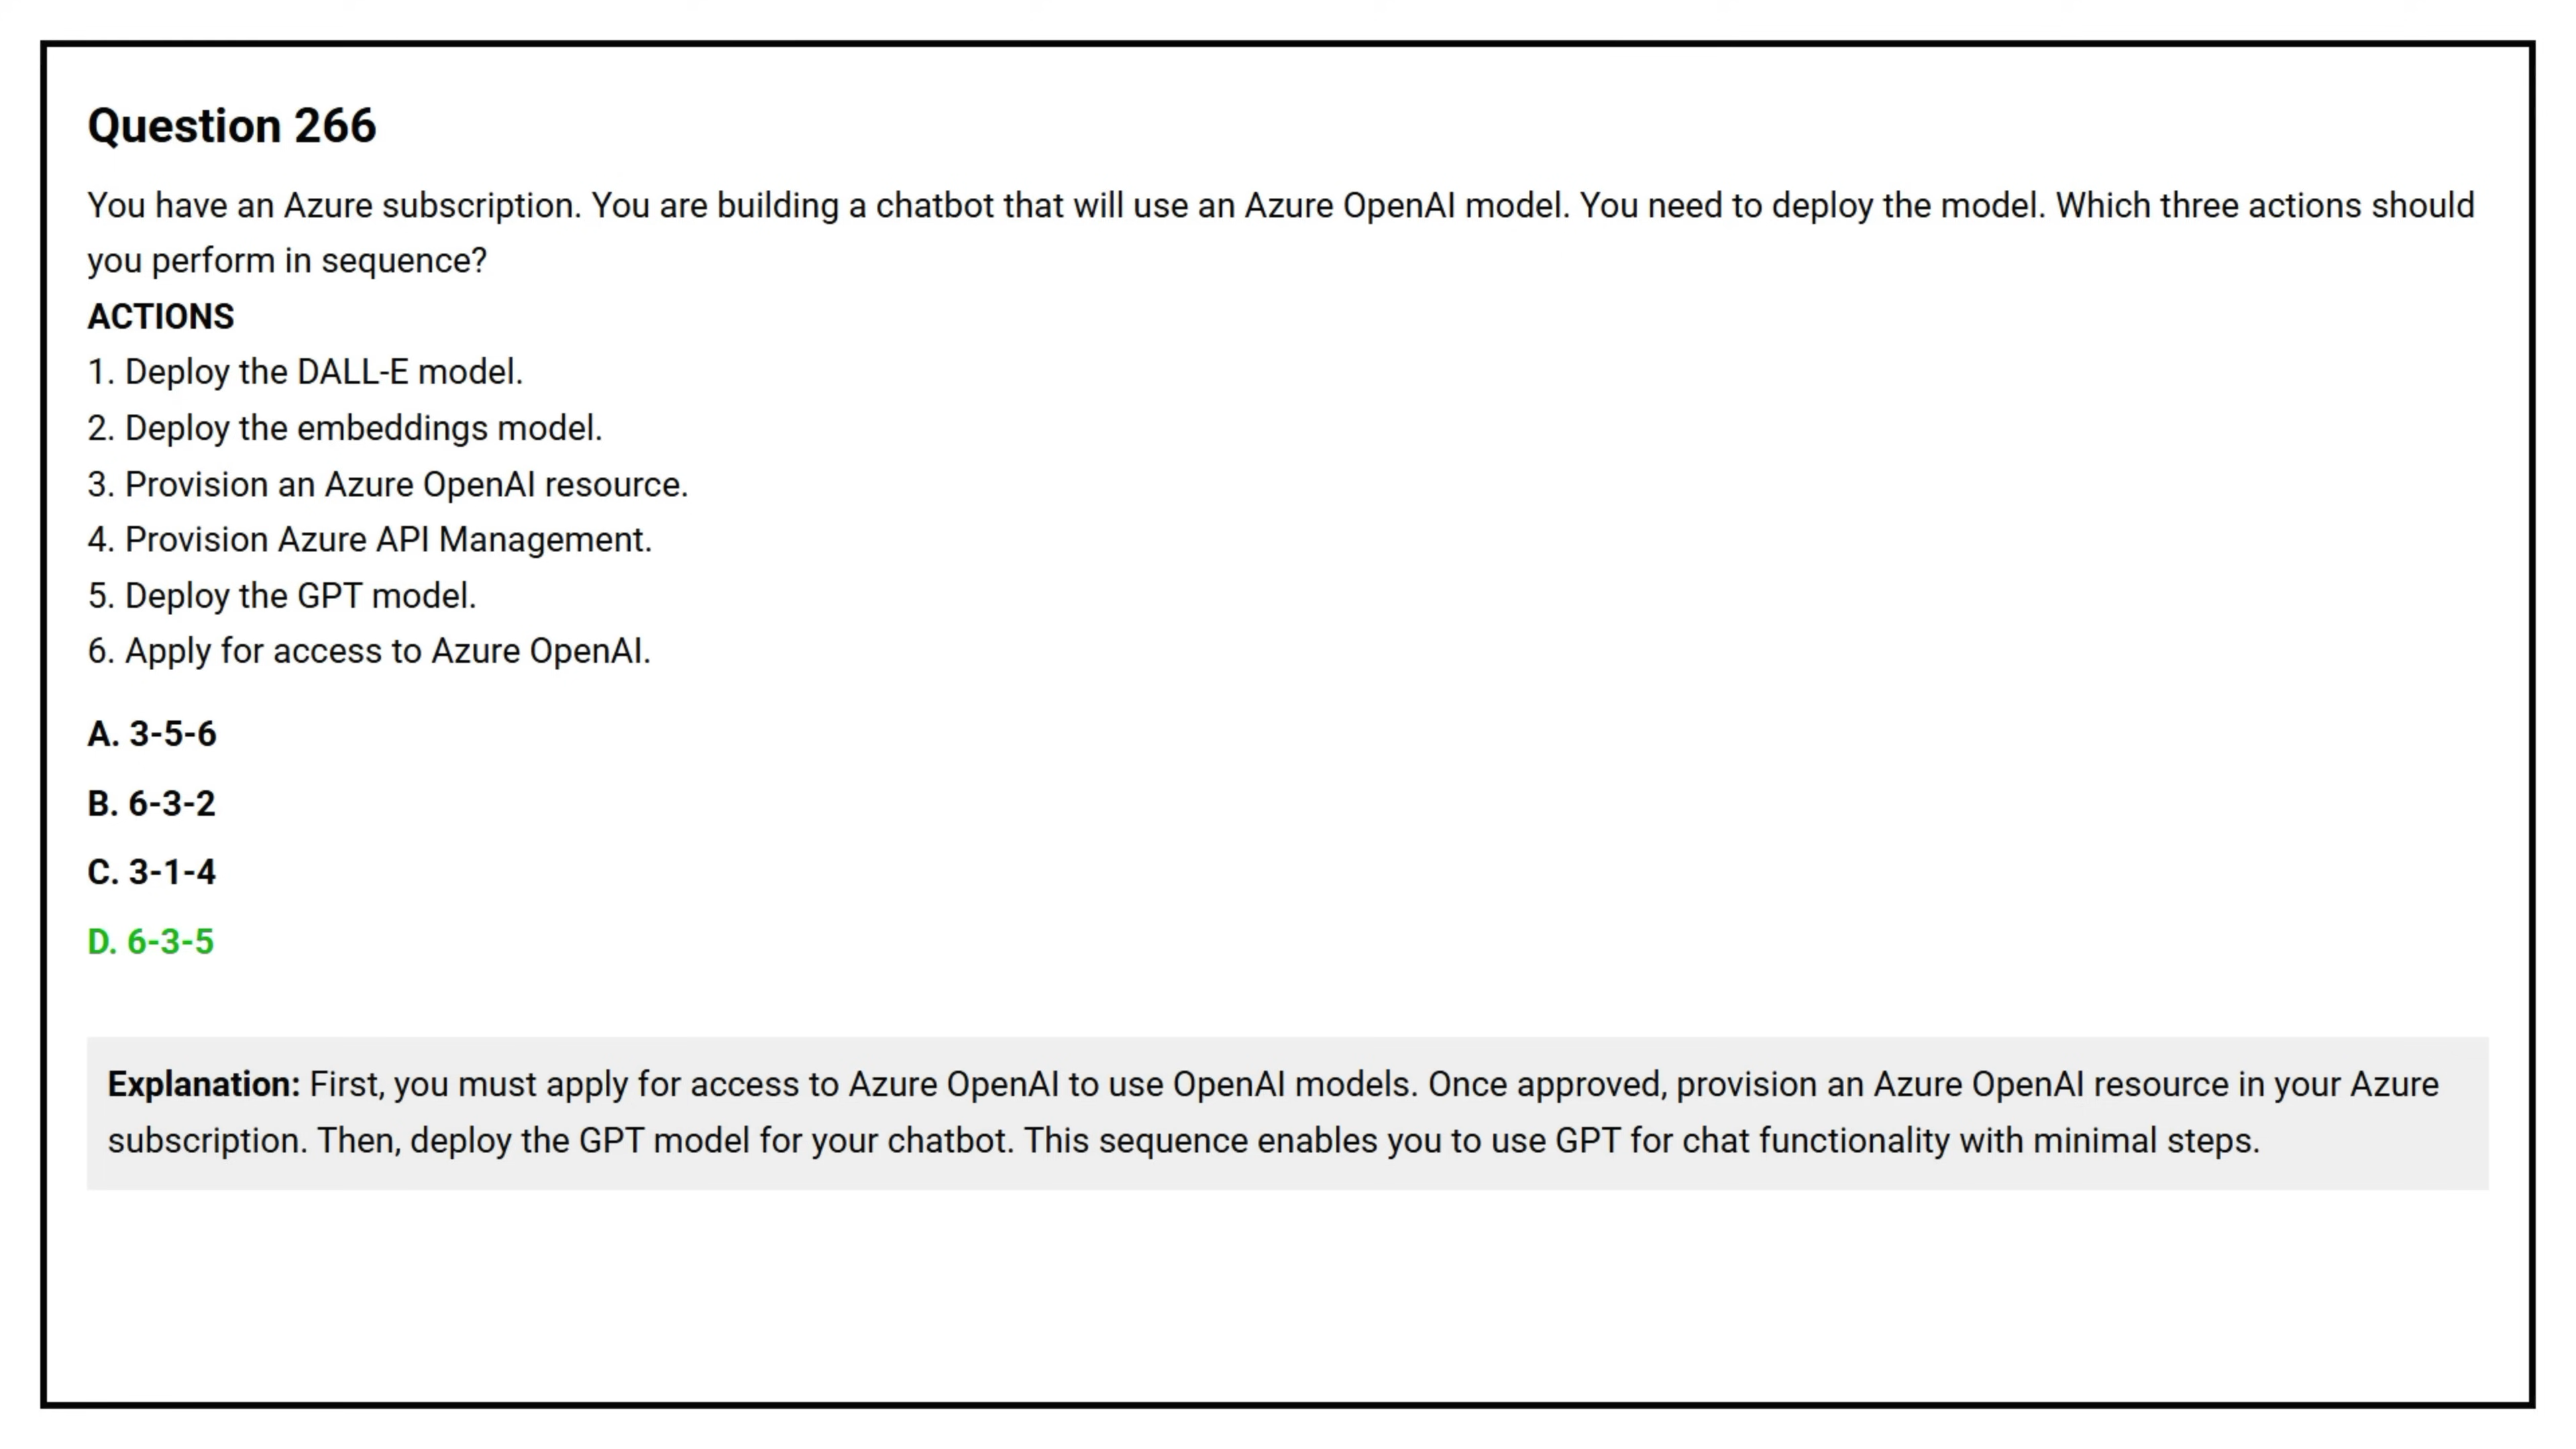 Question 266
You have an Azure subscription. You are building a chatbot that will use an Azure OpenAI model. You need to deploy the model. Which three actions should
you perform in sequence?
ACTIONS
1. Deploy the DALL-E model.
2. Deploy the embeddings model.
3. Provision an Azure OpenAI resource.
4. Provision Azure API Management.
5. Deploy the GPT model.
6. Apply for access to Azure OpenAI.
A. 3-5-6
B. 6-3-2
C. 3-1-4
D. 6-3-5
Explanation: First, you must apply for access to Azure OpenAI to use OpenAI models. Once approved, provision an Azure OpenAI resource in your Azure
subscription. Then, deploy the GPT model for your chatbot. This sequence enables you to use GPT for chat functionality with minimal steps.